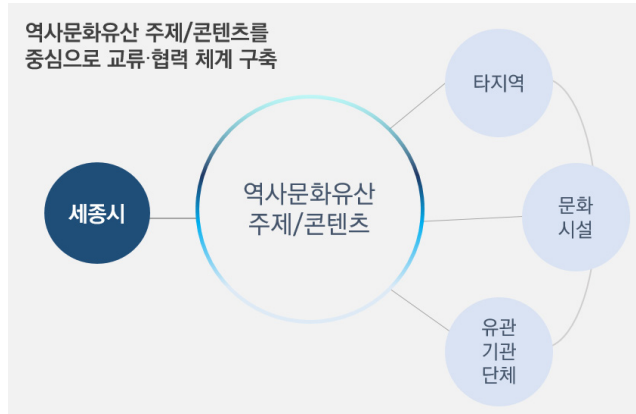 역사문화유산 주제/콘텐츠를
중심으로 교류·협력 체계 구축
타지역
세종시
역사문화유산
주제/콘텐츠
문화
시설
유관
기관
단체